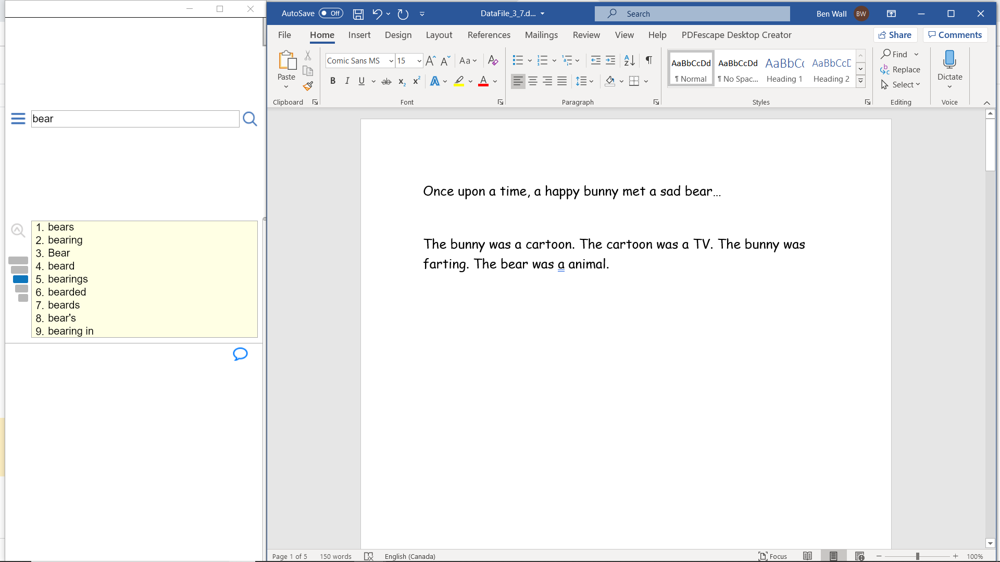 AutoSave Off
DataFile_3_7.d...
Search
Ben Wall BW
File Home Insert Design Layout References Mailings Review View Help PDFescape Desktop Creator
Share Comments
Paste
Clipboard
Comic Sans MS 15
Aa
B I U ab x2 x2 A A
Font
Paragraph
AaBbCcDd AaBbCcDd AaBbCc AaBbCcE
¶ Normal ¶ No Spac... Heading 1 Heading 2
Styles
Find
Replace
Select
Editing
Dictate
Voice
bear
1. bears
2. bearing
3. Bear
4. beard
5. bearings
6. bearded
7. beards
8. bear's
9. bearing in
Once upon a time, a happy bunny met a sad bear…
The bunny was a cartoon. The cartoon was a TV. The bunny was
farting. The bear was a animal.
Page 1 of 5 150 words English (Canada)
Focus 100%